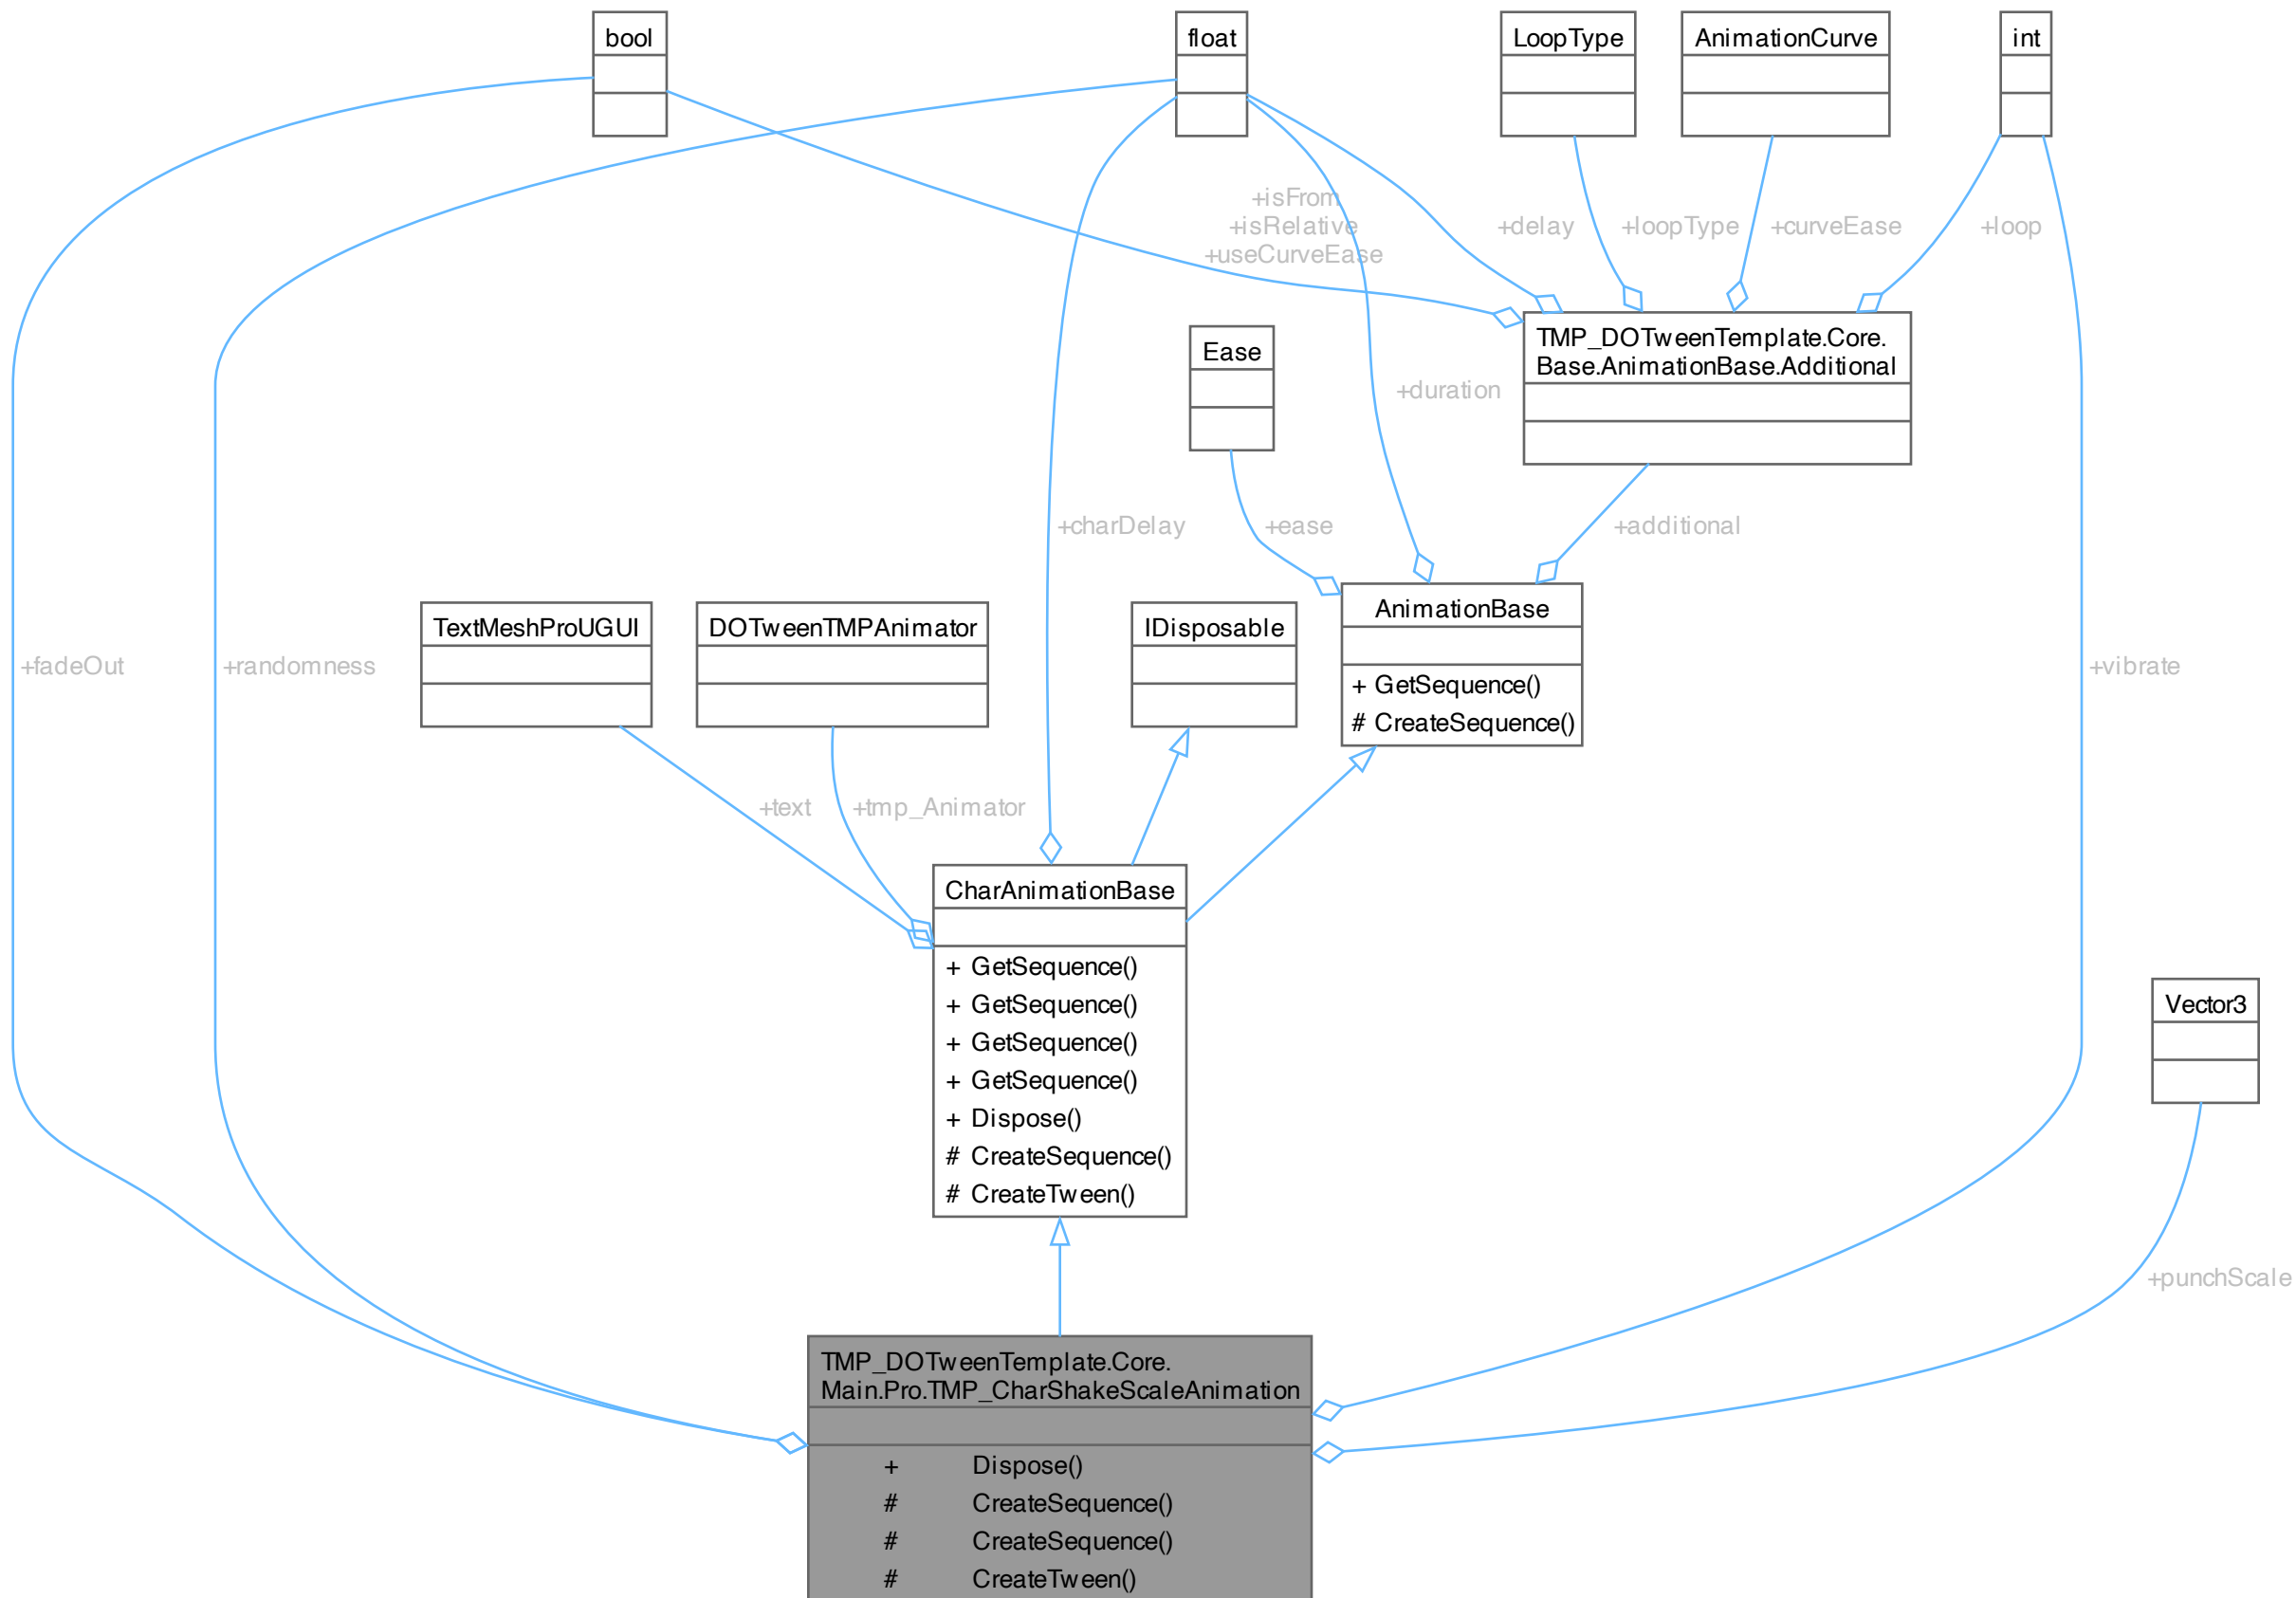 bool
float
LoopType
AnimationCurve
int
+isFrom
+isRelative
+useCurveEase
+delay
+loopType
+curveEase
+loop
Ease
TMP_DOTweenTemplate.Core.
Base.AnimationBase.Additional
+duration
+charDelay
+ease
+additional
TextMeshProUGUI
DOTweenTMPAnimator
IDisposable
AnimationBase
+ GetSequence()
# CreateSequence()
+fadeOut
+randomness
+vibrate
+text
+tmp_Animator
CharAnimationBase
+ GetSequence()
+ GetSequence()
+ GetSequence()
+ GetSequence()
+ Dispose()
# CreateSequence()
# CreateTween()
Vector3
+punchScale
TMP_DOTweenTemplate.Core.
Main.Pro.TMP_CharShakeScaleAnimation
+ Dispose()
# CreateSequence()
# CreateSequence()
# CreateTween()